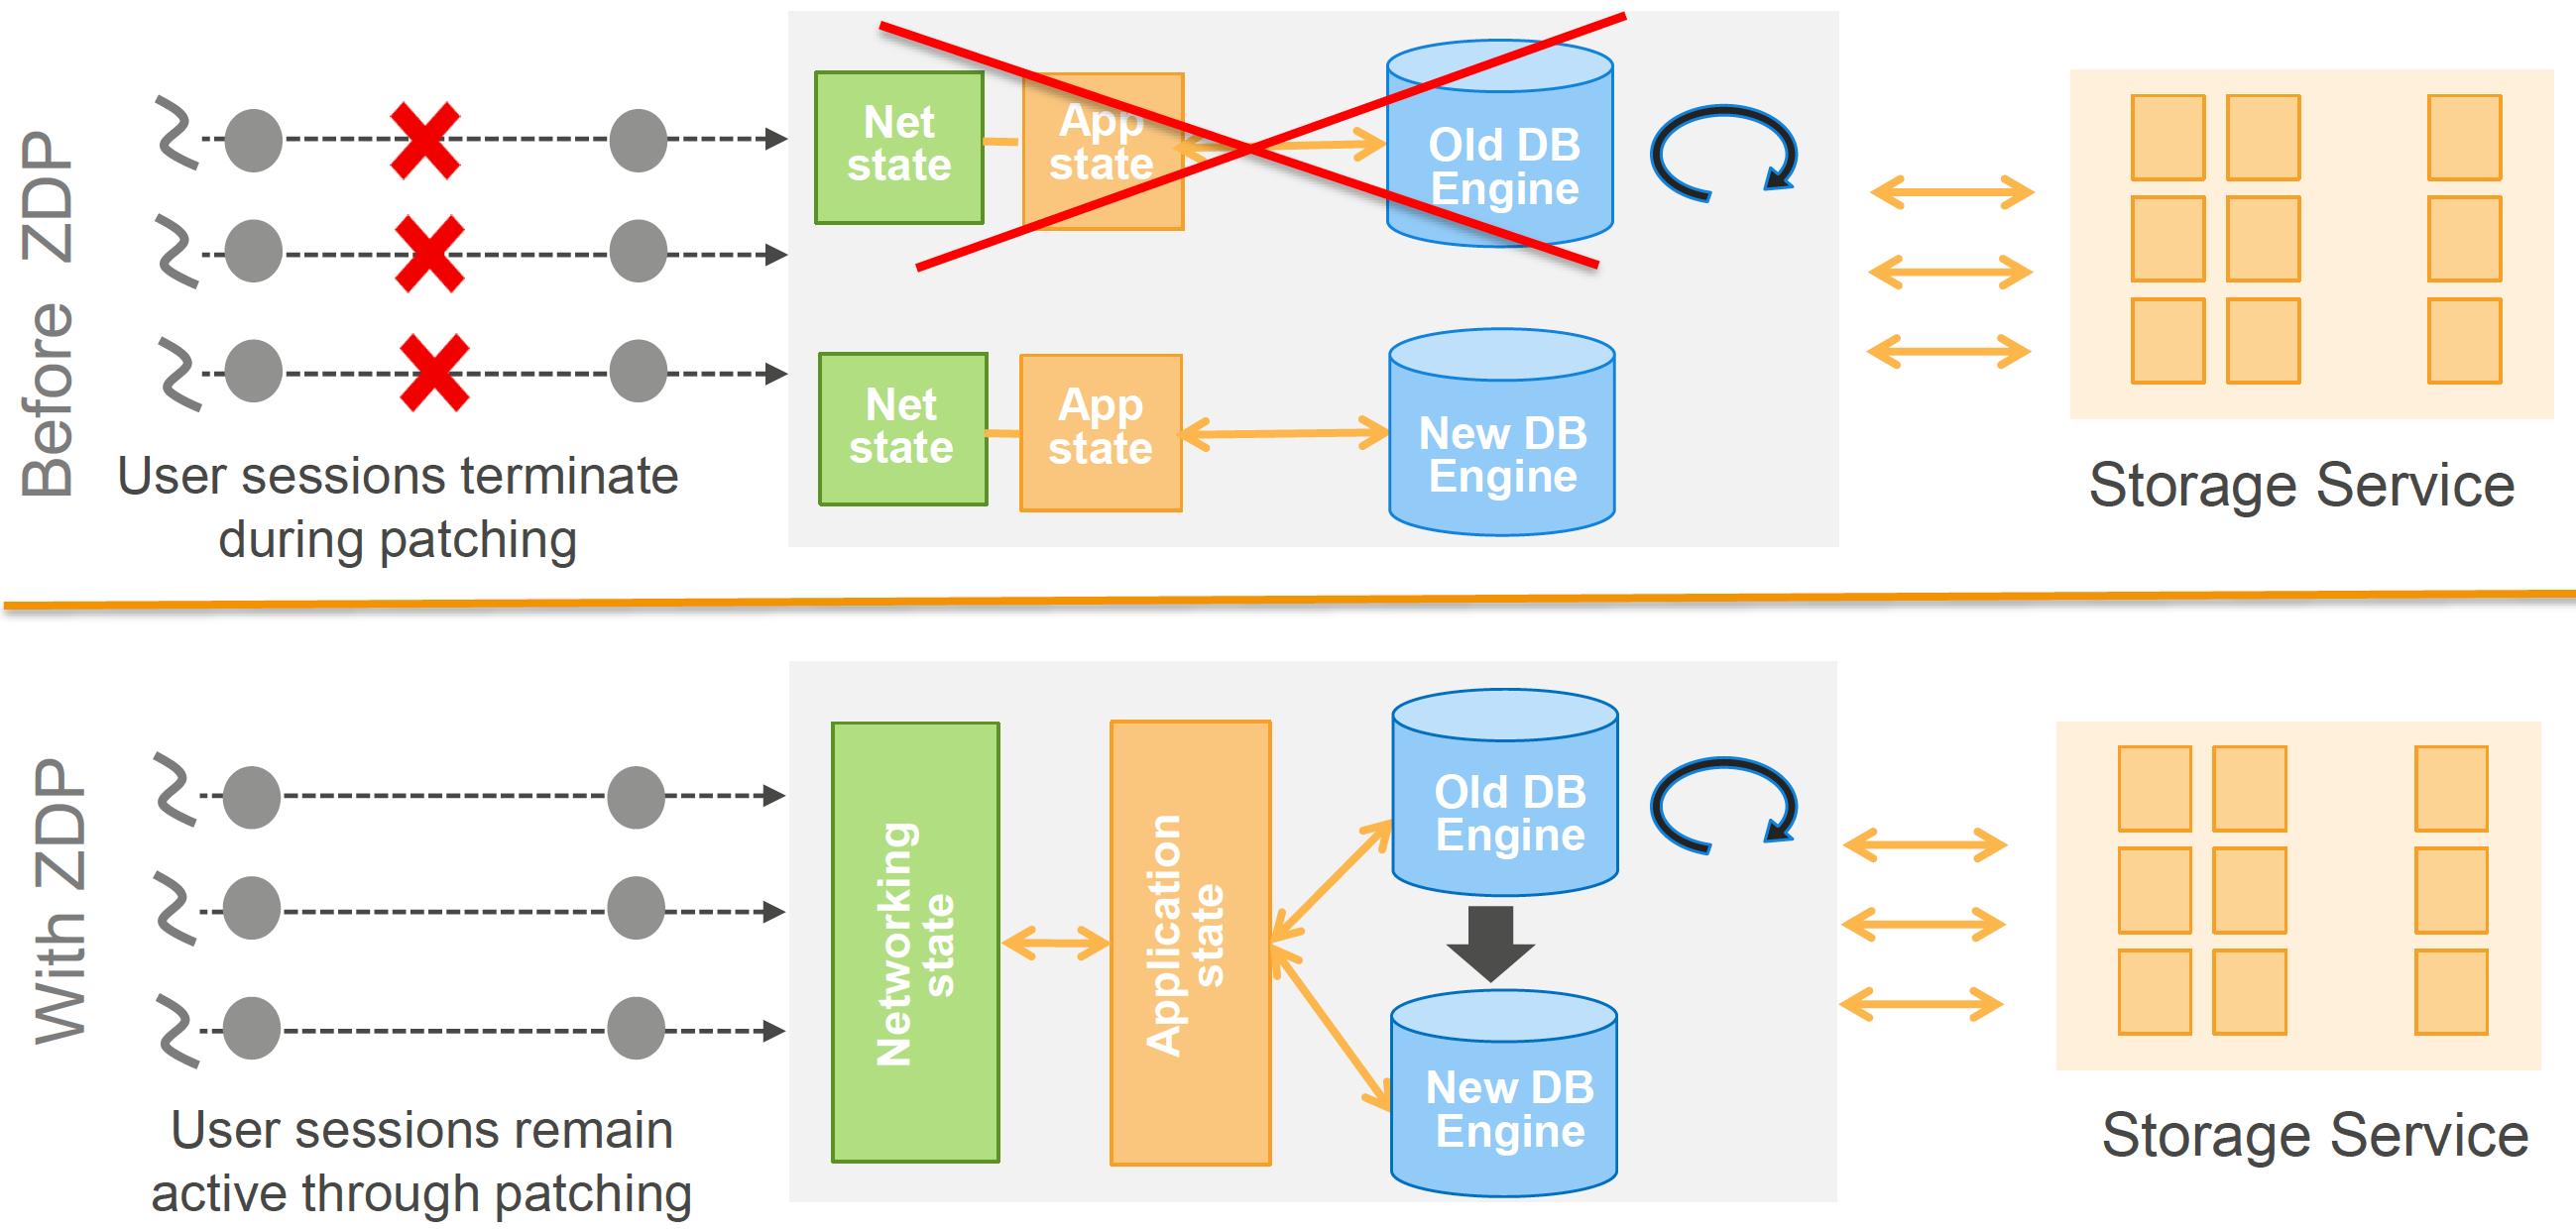 Before ZDP
User sessions terminate
during patching
Net
state
App
state
Old DB
Engine
Net
state
App
state
New DB
Engine
Storage Service
With ZDP
User sessions remain
active through patching
Networking
state
Application
state
Old DB
Engine
New DB
Engine
Storage Service